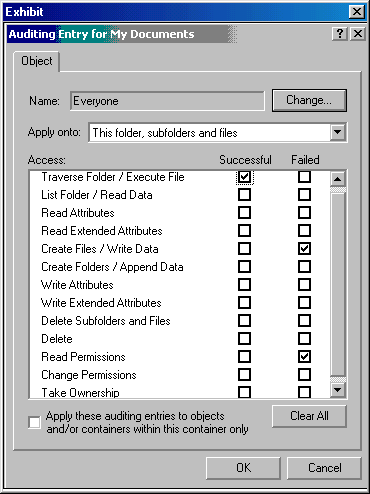 Exhibit
Auditing Entry for My Documents
Object
Name: Everyone Change...
Apply onto: This folder, subfolders and files
Access: Successful Failed
Traverse Folder / Execute File
List Folder / Read Data
Read Attributes
Read Extended Attributes
Create Files / Write Data
Create Folders / Append Data
Write Attributes
Write Extended Attributes
Delete Subfolders and Files
Delete
Read Permissions
Change Permissions
Take Ownership
Apply these auditing entries to objects
and/or containers within this container only
Clear All
OK Cancel